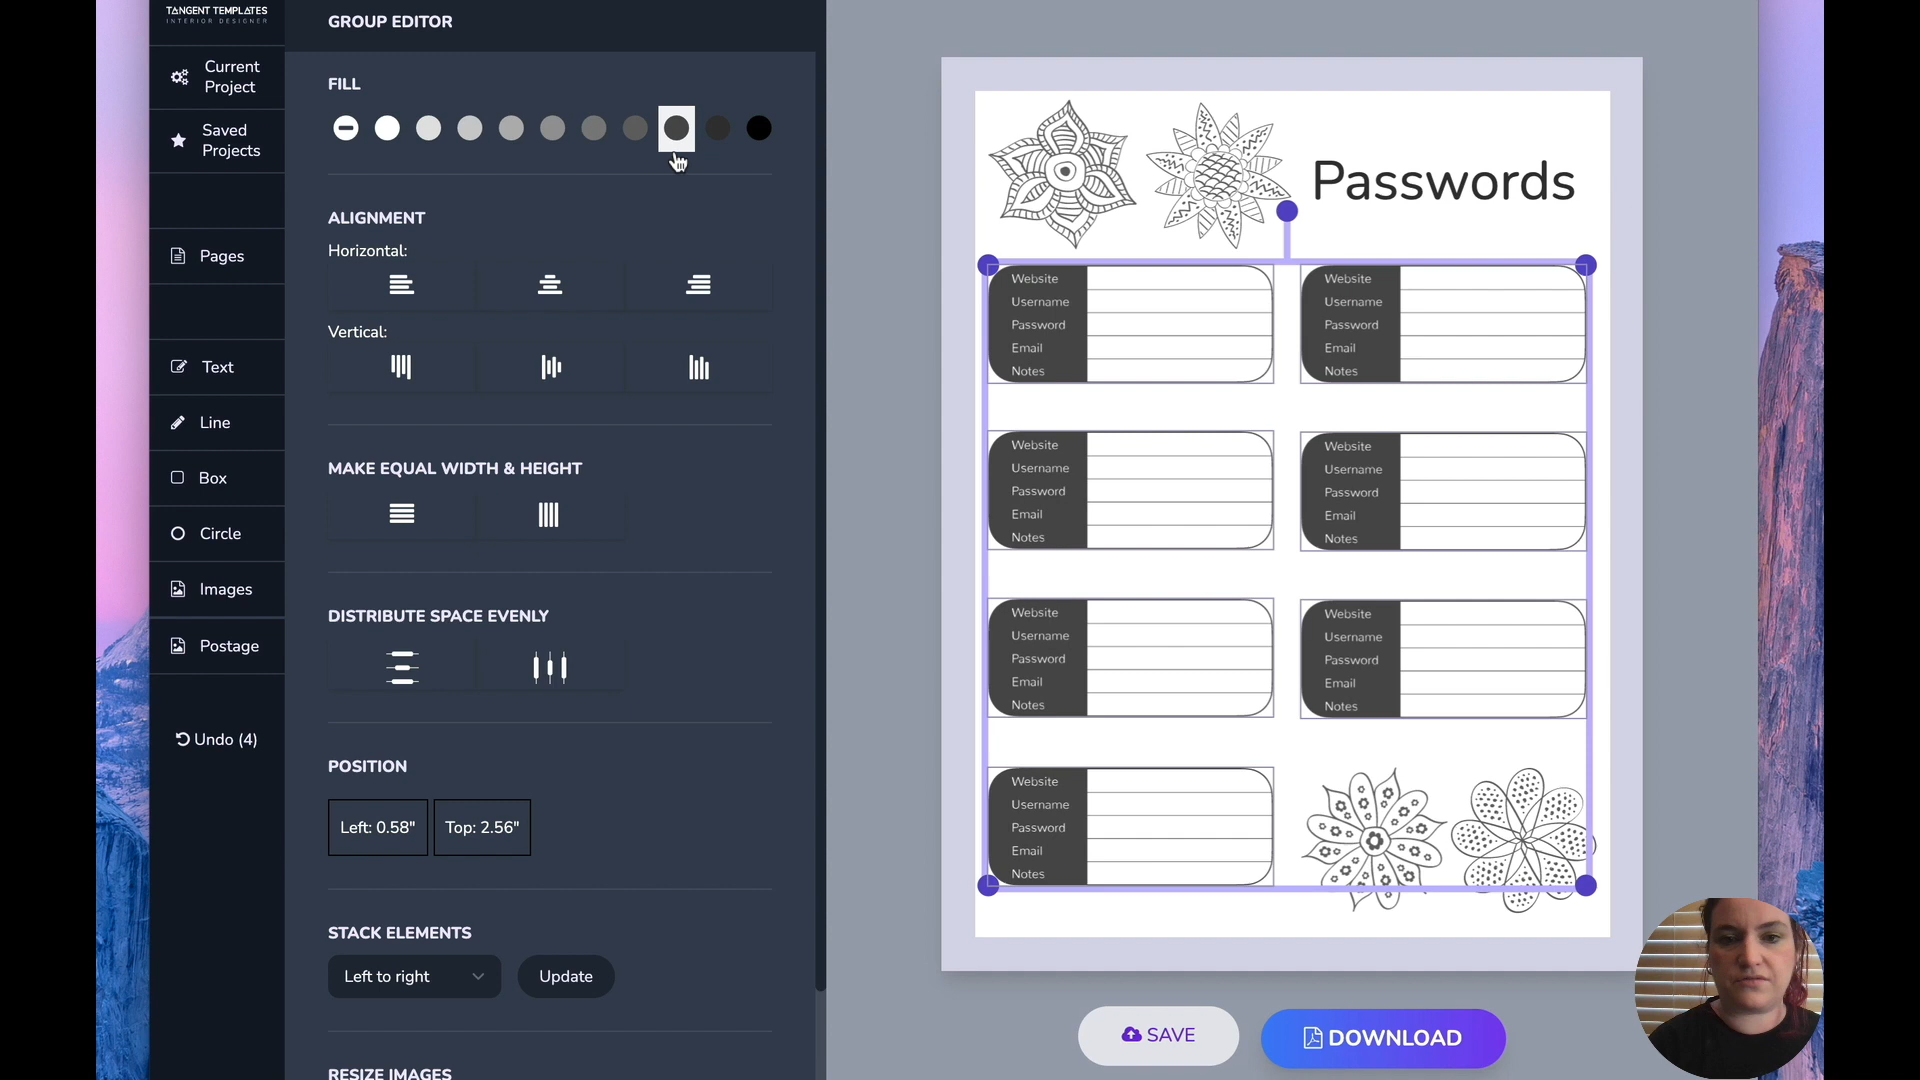 TANGENT TEMPLATES
INTERIOR DESIGNER
Current
Project
Saved
Projects
Pages
Text
Line
Box
Circle
Images
Postage
Undo (4)
GROUP EDITOR
FILL
ALIGNMENT
Horizontal:
Vertical:
MAKE EQUAL WIDTH & HEIGHT
DISTRIBUTE SPACE EVENLY
POSITION
Left: 0.58" Top: 2.56"
STACK ELEMENTS
Left to right Update
RESIZE IMAGES
Passwords
Website
Username
Password
Email
Notes
Website
Username
Password
Email
Notes
Website
Username
Password
Email
Notes
Website
Username
Password
Email
Notes
Website
Username
Password
Email
Notes
Website
Username
Password
Email
Notes
Website
Username
Password
Email
Notes
SAVE DOWNLOAD